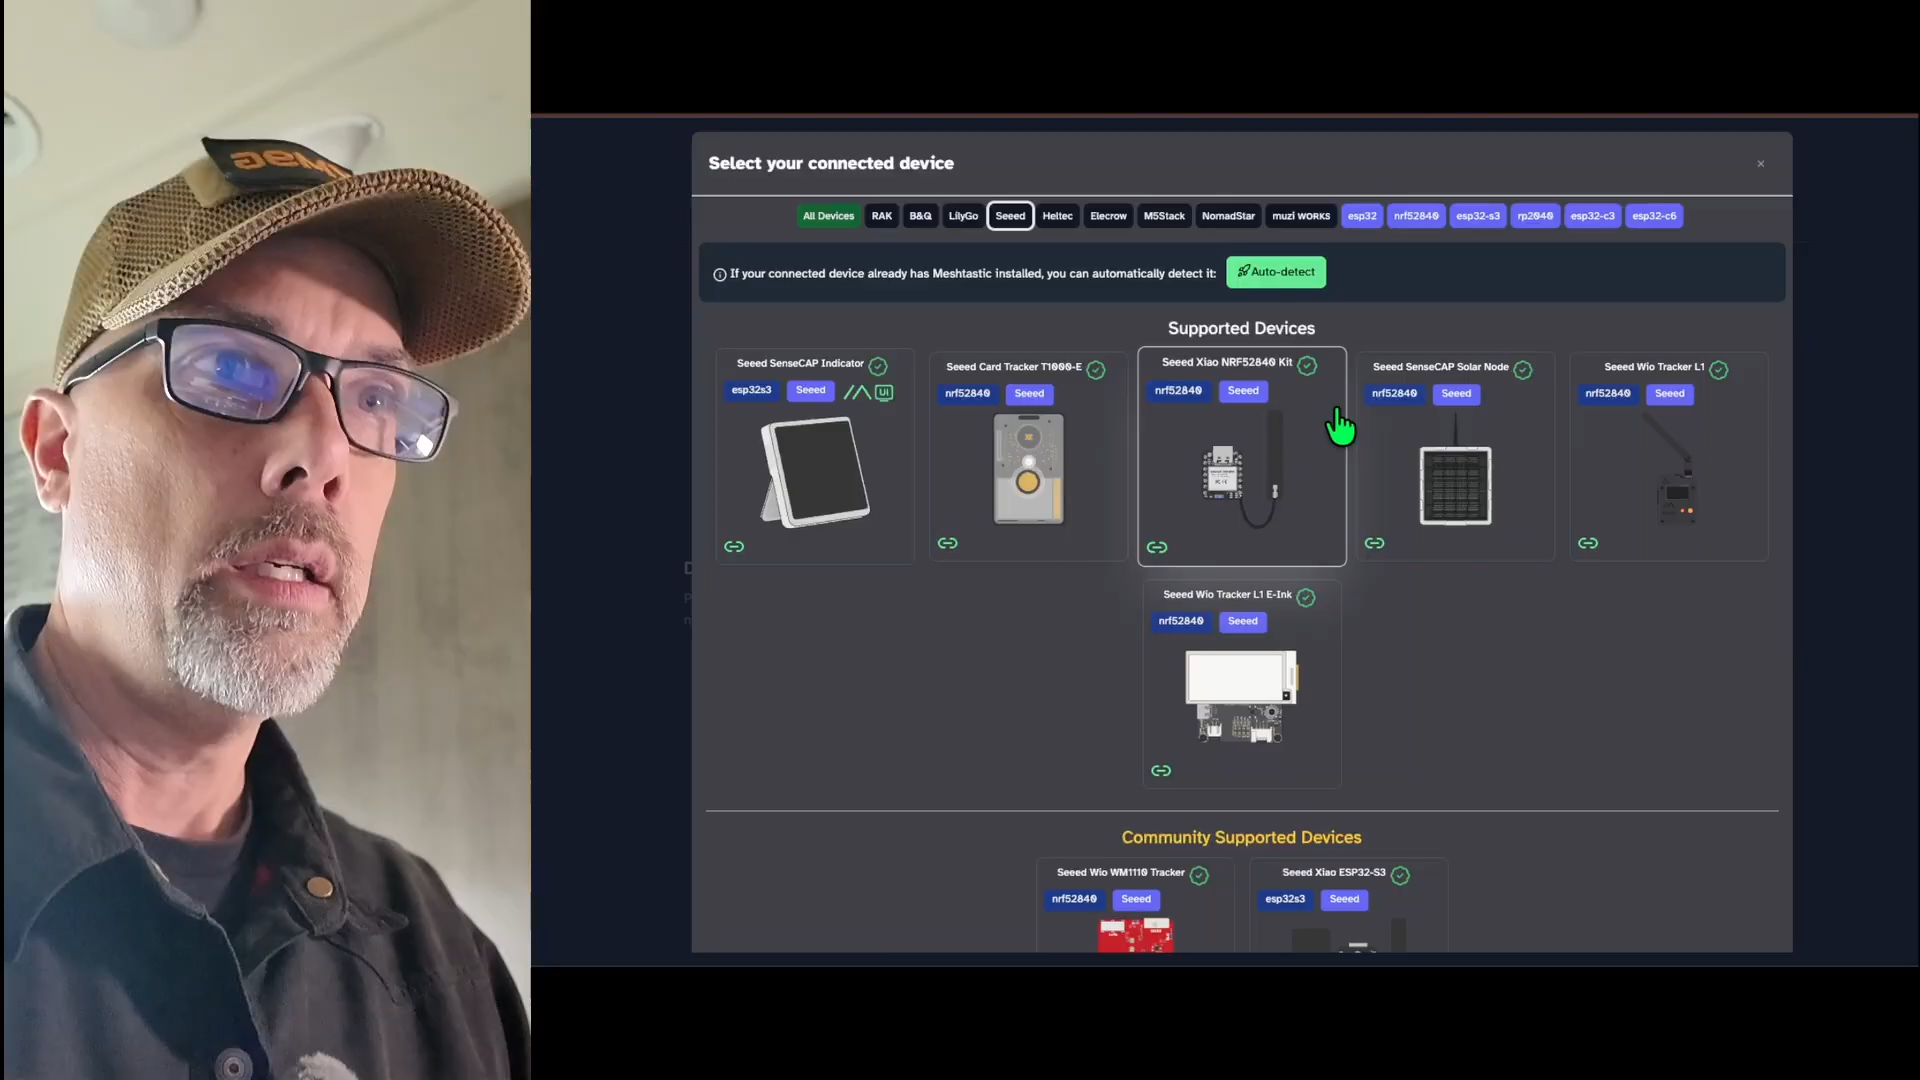 Select your connected device
×
All Devices RAK B&Q LilyGo Seeed Heltec Elecrow M5Stack NomadStar muzi WORKS esp32 nrf52840 esp32-s3 rp2040 esp32-c3 esp32-c6
If your connected device already has Meshtastic installed, you can automatically detect it: Auto-detect
Supported Devices
Seeed SenseCAP Indicator
esp32s3 Seeed UI
Seeed Card Tracker T1000-E
nrf52840 Seeed
Seeed Xiao NRF52840 Kit
nrf52840 Seeed
Seeed SenseCAP Solar Node
nrf52840 Seeed
Seeed Wio Tracker L1
nrf52840 Seeed
Seeed Wio Tracker L1 E-Ink
nrf52840 Seeed
Community Supported Devices
Seeed Wio WM1110 Tracker
nrf52840 Seeed
Seeed Xiao ESP32-S3
esp32s3 Seeed